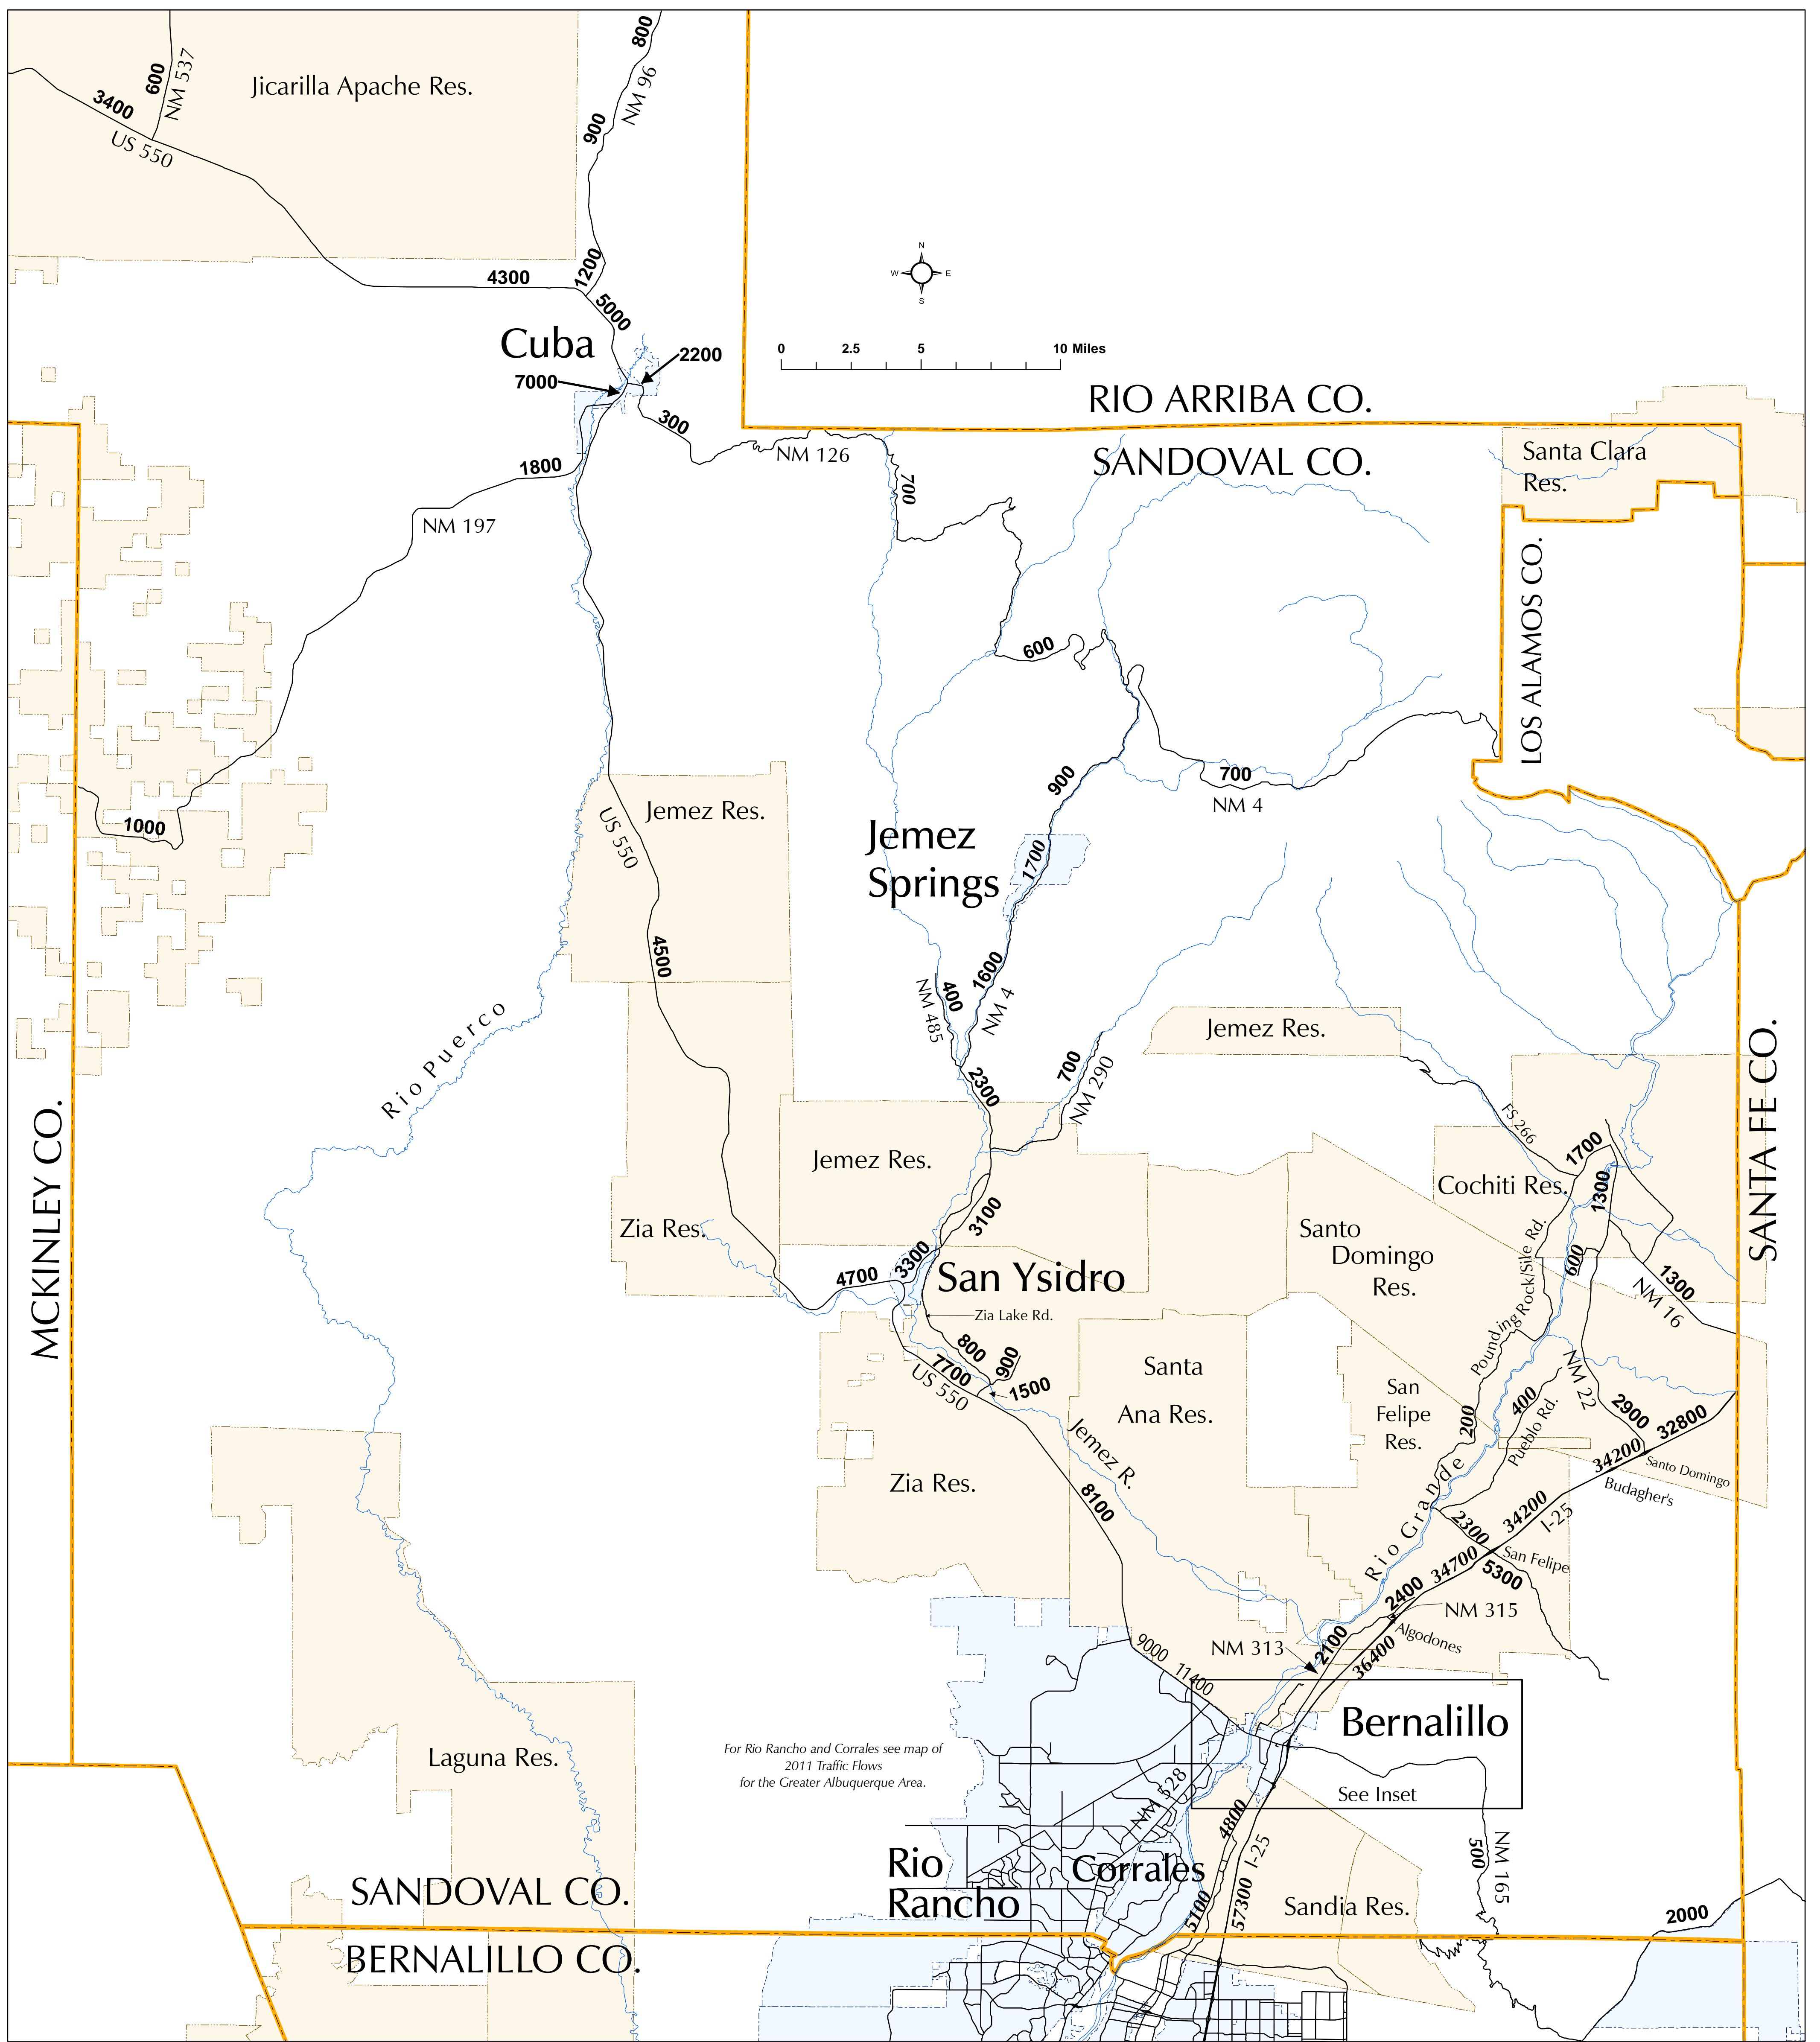 800
600
NM 537
NM 96
Jicarilla Apache Res.
3400
US 550
900
N
W
E
S
1200
4300
5000
Cuba
0
2.5
5
10 Miles
2200
7000
RIO ARRIBA CO.
300
NM 126
SANDOVAL CO.
Santa Clara
Res.
1800
700
NM 197
LOS ALAMOS CO.
600
900
700
NM 4
Jemez Res.
US 550
1000
Jemez
Springs
1700
4500
1600
400
NM 485
NM 4
Rio Puerco
Jemez Res.
700
NM 290
2300
MCKINLEY CO.
SANTA FE CO.
FS 266
1700
Jemez Res.
Cochiti Res.
1300
3100
Zia Res.
Santo
Domingo
Res.
Pounding Rock/Sile Rd.
600
3300
4700
San Ysidro
1300
NM 16
Zia Lake Rd.
800
900
7700
US 550
1500
Santa
Ana Res.
San
Felipe
Res.
NM 22
400
Pueblo Rd.
200
2900
32800
Jemez R.
34200
Santo Domingo
Zia Res.
Budagher's
8100
Rio Grande
2300
34200
I-25
34700
San Felipe
5300
2400
NM 315
Algodones
NM 313
2100
36400
9000
11400
Bernalillo
For Rio Rancho and Corrales see map of
2011 Traffic Flows
for the Greater Albuquerque Area.
Laguna Res.
NM 528
See Inset
4800
I-25
500
NM 165
Rio
Rancho
Corrales
SANDOVAL CO.
5100
57300
Sandia Res.
2000
BERNALILLO CO.